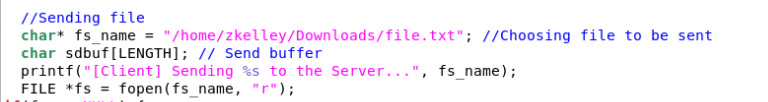 //Sending file
char* fs_name = "/home/zkelley/Downloads/file.txt"; //Choosing file to be sent
char sdbuf[LENGTH]; // Send buffer
printf("[Client] Sending %s to the Server...", fs_name);
FILE *fs = fopen(fs_name, "r");